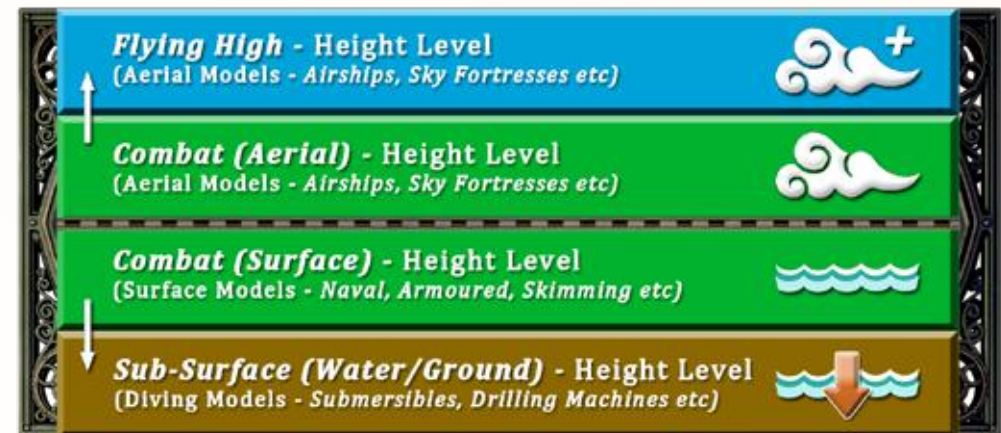 Flying High - Height Level
(Aerial Models - Airships, Sky Fortresses etc)
Combat (Aerial) - Height Level
(Aerial Models - Airships, Sky Fortresses etc)
Combat (Surface) - Height Level
(Surface Models - Naval, Armoured, Skimming etc)
Sub-Surface (Water/Ground) - Height Level
(Diving Models - Submersibles, Drilling Machines etc)